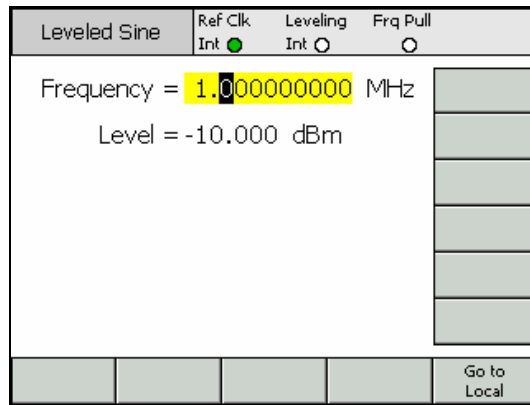 Leveled Sine
Ref Clk Leveling Frq Pull
Int Int
Frequency = 1.000000000 MHz
Level = -10.000 dBm
Go to
Local